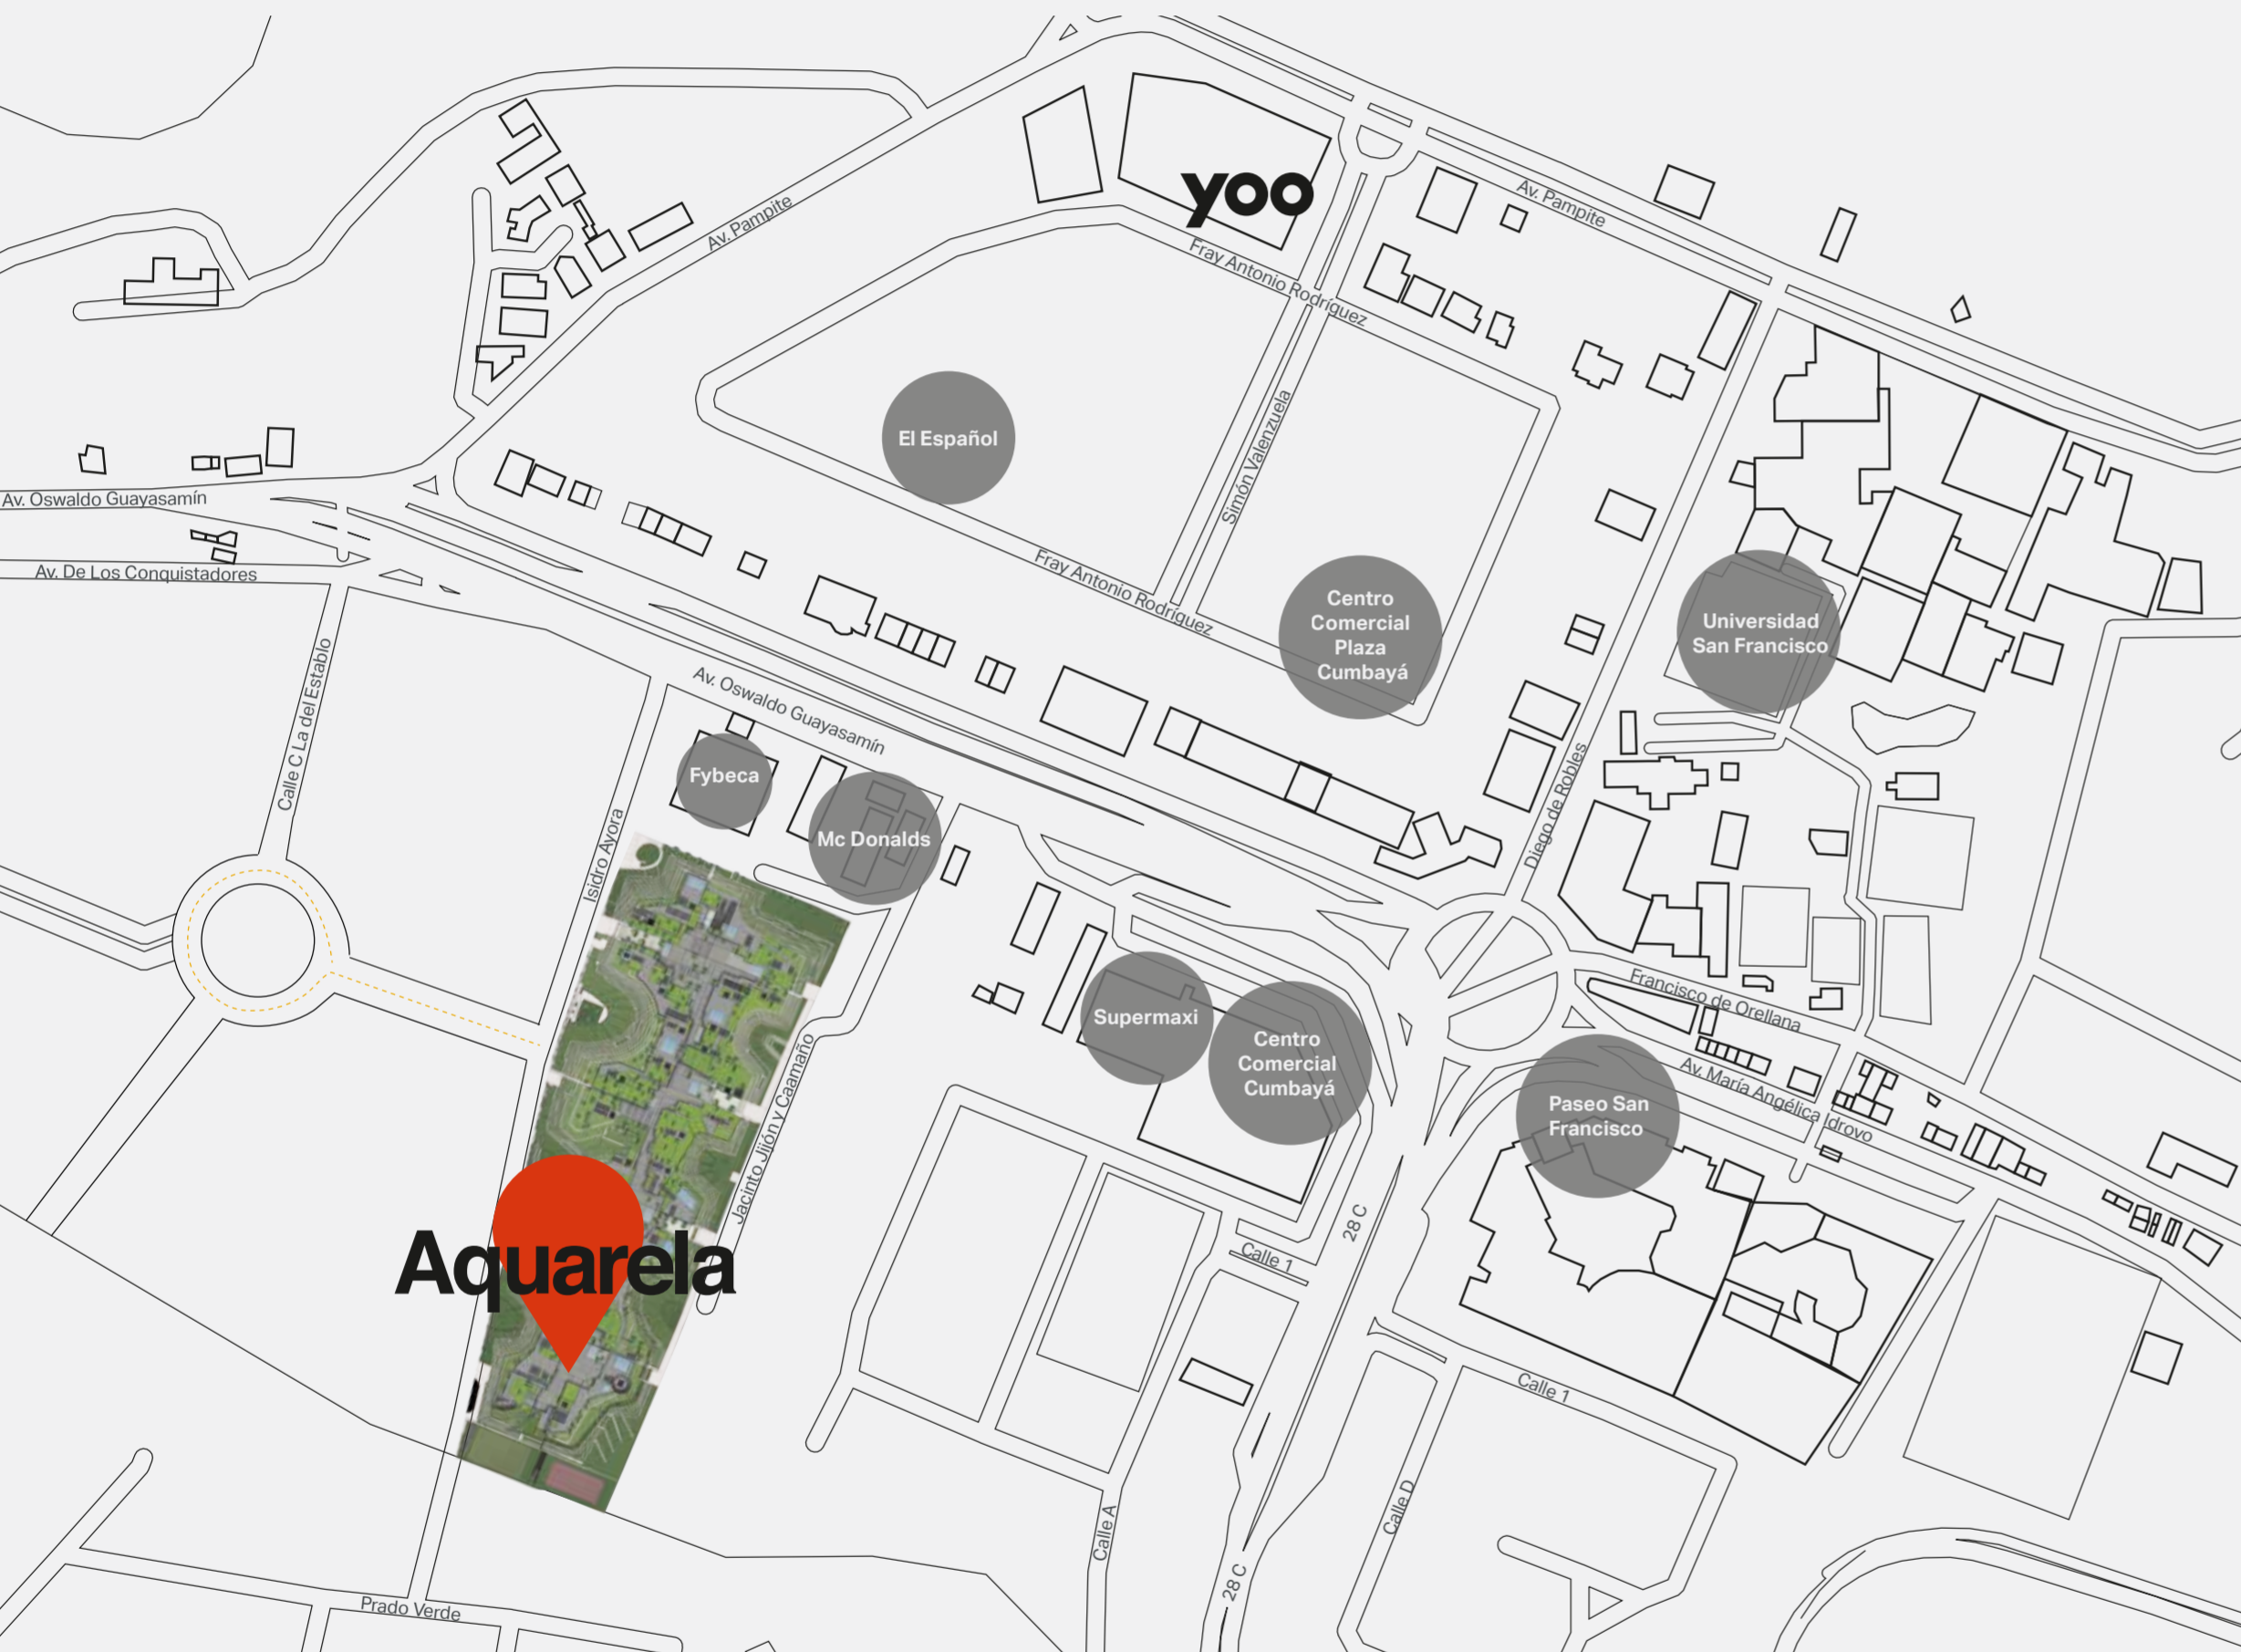 yoo
Av. Pampite
Av. Pampite
Fray Antonio Rodríguez
El Español
Simón Valenzuela
Av. Oswaldo Guayasamín
Av. De Los Conquistadores
Fray Antonio Rodríguez
Centro
Comercial
Plaza
Cumbayá
Universidad
San Francisco
Calle C La del Establo
Av. Oswaldo Guayasamín
Fybeca
Mc Donalds
Isidro Ayora
Diego de Robles
Francisco de Orellana
Supermaxi
Centro
Comercial
Cumbayá
Paseo San
Francisco
Av. María Angélica Idrovo
Jacinto Jijón y Caamaño
Aquarela
28 C
Calle 1
Calle 1
Calle D
Calle A
28 C
Prado Verde